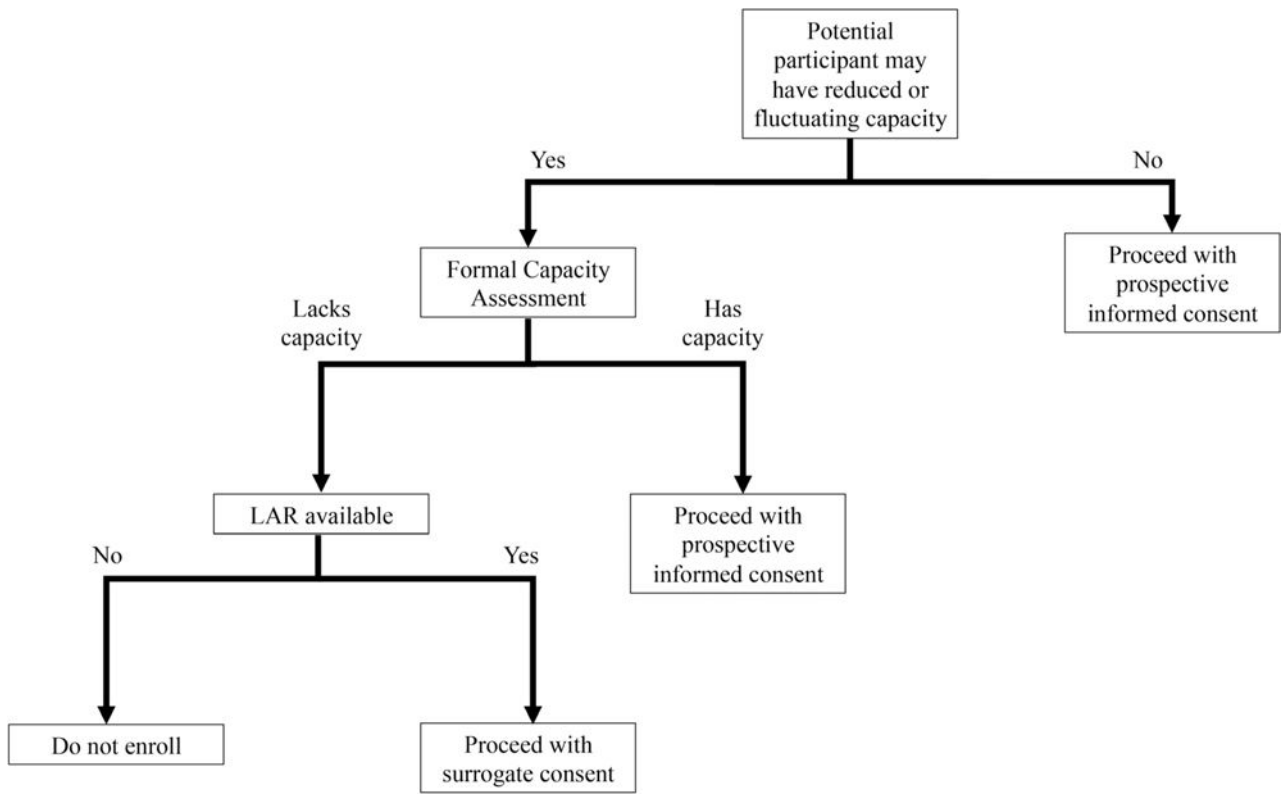 Potential
participant may
have reduced or
fluctuating capacity
Yes
No
Formal Capacity
Assessment
Proceed with
prospective
informed consent
Lacks
capacity
Has
capacity
LAR available
Proceed with
prospective
informed consent
No
Yes
Do not enroll
Proceed with
surrogate consent